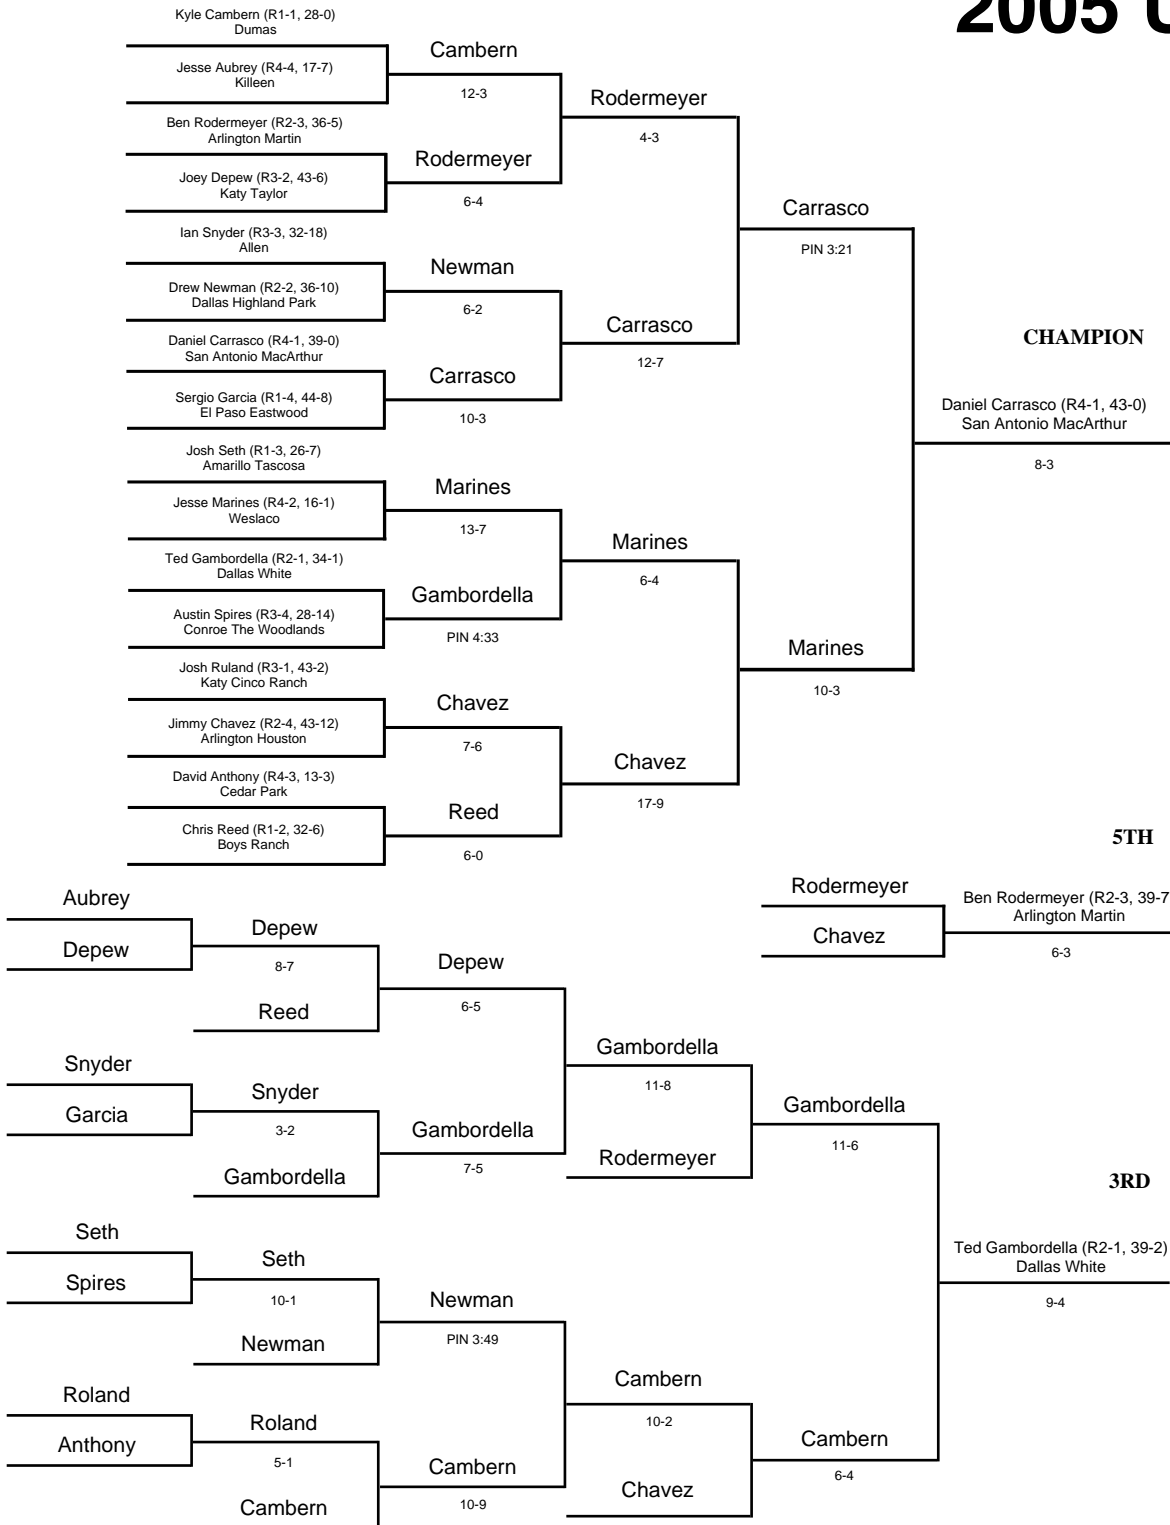 2005 U
Kyle Cambern (R1-1, 28-0)
Dumas
Jesse Aubrey (R4-4, 17-7)
Killeen
Ben Rodermeyer (R2-3, 36-5)
Arlington Martin
Joey Depew (R3-2, 43-6)
Katy Taylor
Ian Snyder (R3-3, 32-18)
Allen
Drew Newman (R2-2, 36-10)
Dallas Highland Park
Daniel Carrasco (R4-1, 39-0)
San Antonio MacArthur
Sergio Garcia (R1-4, 44-8)
El Paso Eastwood
Josh Seth (R1-3, 26-7)
Amarillo Tascosa
Jesse Marines (R4-2, 16-1)
Weslaco
Ted Gambordella (R2-1, 34-1)
Dallas White
Austin Spires (R3-4, 28-14)
Conroe The Woodlands
Josh Ruland (R3-1, 43-2)
Katy Cinco Ranch
Jimmy Chavez (R2-4, 43-12)
Arlington Houston
David Anthony (R4-3, 13-3)
Cedar Park
Chris Reed (R1-2, 32-6)
Boys Ranch
Cambern
12-3
Rodermeyer
6-4
Newman
6-2
Carrasco
10-3
Marines
13-7
Gambordella
PIN 4:33
Chavez
7-6
Reed
6-0
Rodermeyer
4-3
Carrasco
12-7
Marines
6-4
Chavez
17-9
Carrasco
PIN 3:21
Marines
10-3
CHAMPION
Daniel Carrasco (R4-1, 43-0)
San Antonio MacArthur
8-3
5TH
Rodermeyer
Chavez
Ben Rodermeyer (R2-3, 39-7
Arlington Martin
6-3
Aubrey
Depew
Snyder
Garcia
Seth
Spires
Roland
Anthony
Depew
8-7
Reed
Snyder
3-2
Gambordella
Seth
10-1
Newman
Roland
5-1
Cambern
Depew
6-5
Gambordella
7-5
Newman
PIN 3:49
Cambern
10-9
Gambordella
11-8
Rodermeyer
Cambern
10-2
Chavez
Gambordella
11-6
Cambern
6-4
3RD
Ted Gambordella (R2-1, 39-2)
Dallas White
9-4